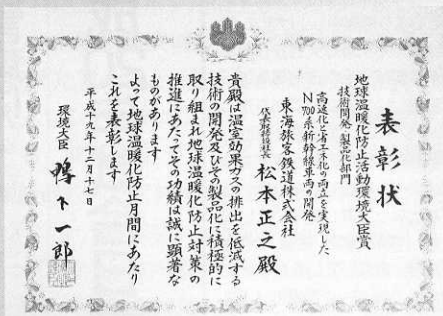 表彰状
地球温暖化防止活動環境大臣賞
技術開発・製品化部門
高速化と省エネ化の両立を実現した
N700系新幹線車両の開発
東海旅客鉄道株式会社
代表取締役社長 松本正之殿
貴殿は温室効果ガスの排出を低減する
技術の開発及びその製品化に積極的に
取り組まれ地球温暖化防止対策の
推進にあたってその功績は誠に顕著な
ものがあります
よって地球温暖化防止月間にあたり
これを表彰します
平成十九年十二月十七日
環境大臣 鴨下一郎